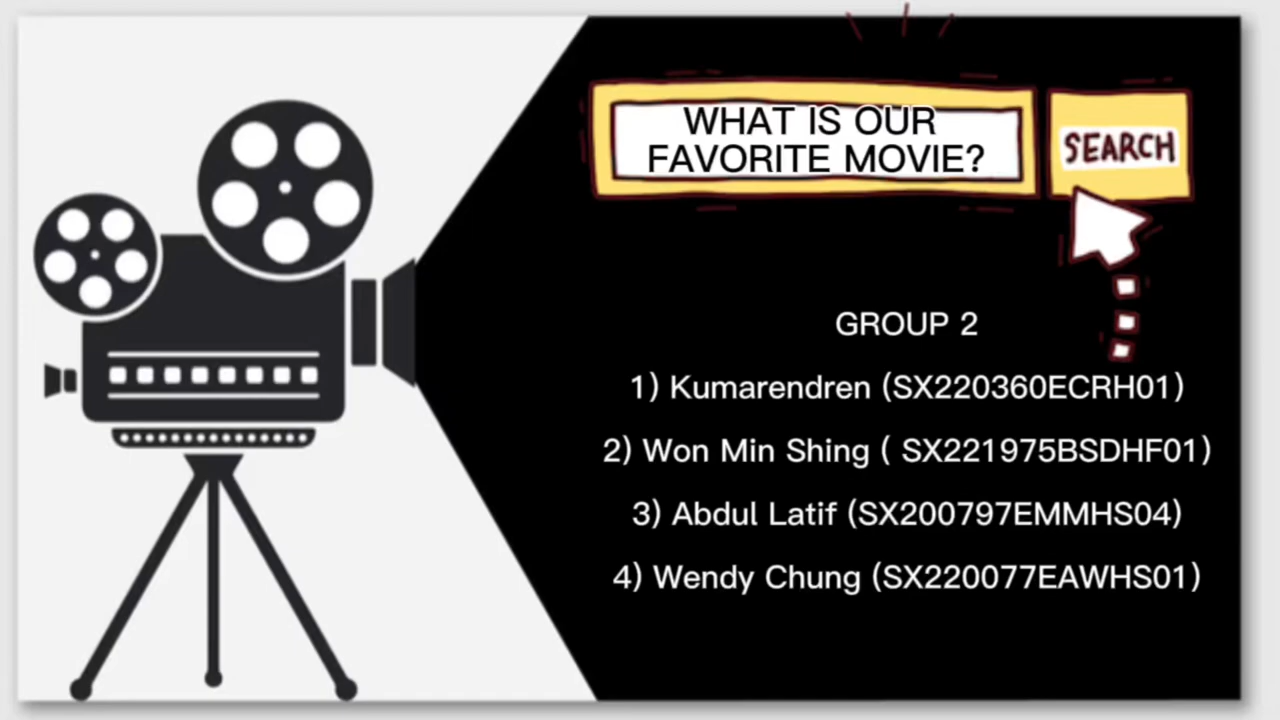 WHAT IS OUR
FAVORITE MOVIE?
SEARCH
GROUP 2
1) Kumarendren (SX220360ECRH01)
2) Won Min Shing ( SX221975BSDHF01)
3) Abdul Latif (SX200797EMMHS04)
4) Wendy Chung (SX220077EAWHS01)